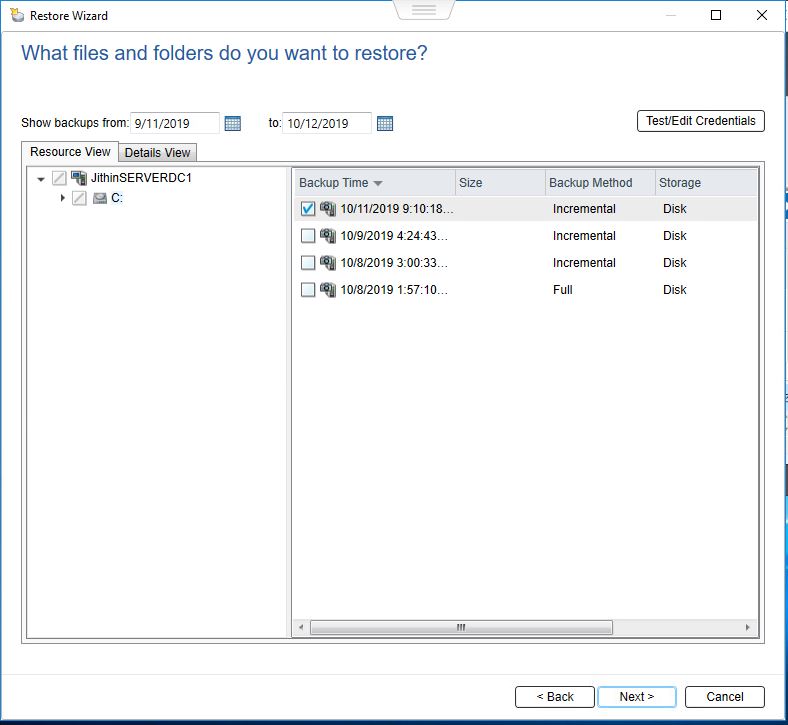 Restore Wizard
What files and folders do you want to restore?
Show backups from: 9/11/2019 to: 10/12/2019 Test/Edit Credentials
Resource View Details View
JithinSERVERDC1
C:
Backup Time Size Backup Method Storage
10/11/2019 9:10:18... Incremental Disk
10/9/2019 4:24:43... Incremental Disk
10/8/2019 3:00:33... Incremental Disk
10/8/2019 1:57:10... Full Disk
< Back Next > Cancel